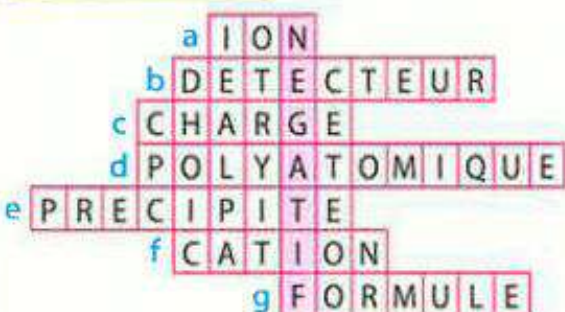 a ION
b DETECTEUR
c CHARGE
d POLYATOMIQUE
e PRECIPITE
f CATION
g FORMULE